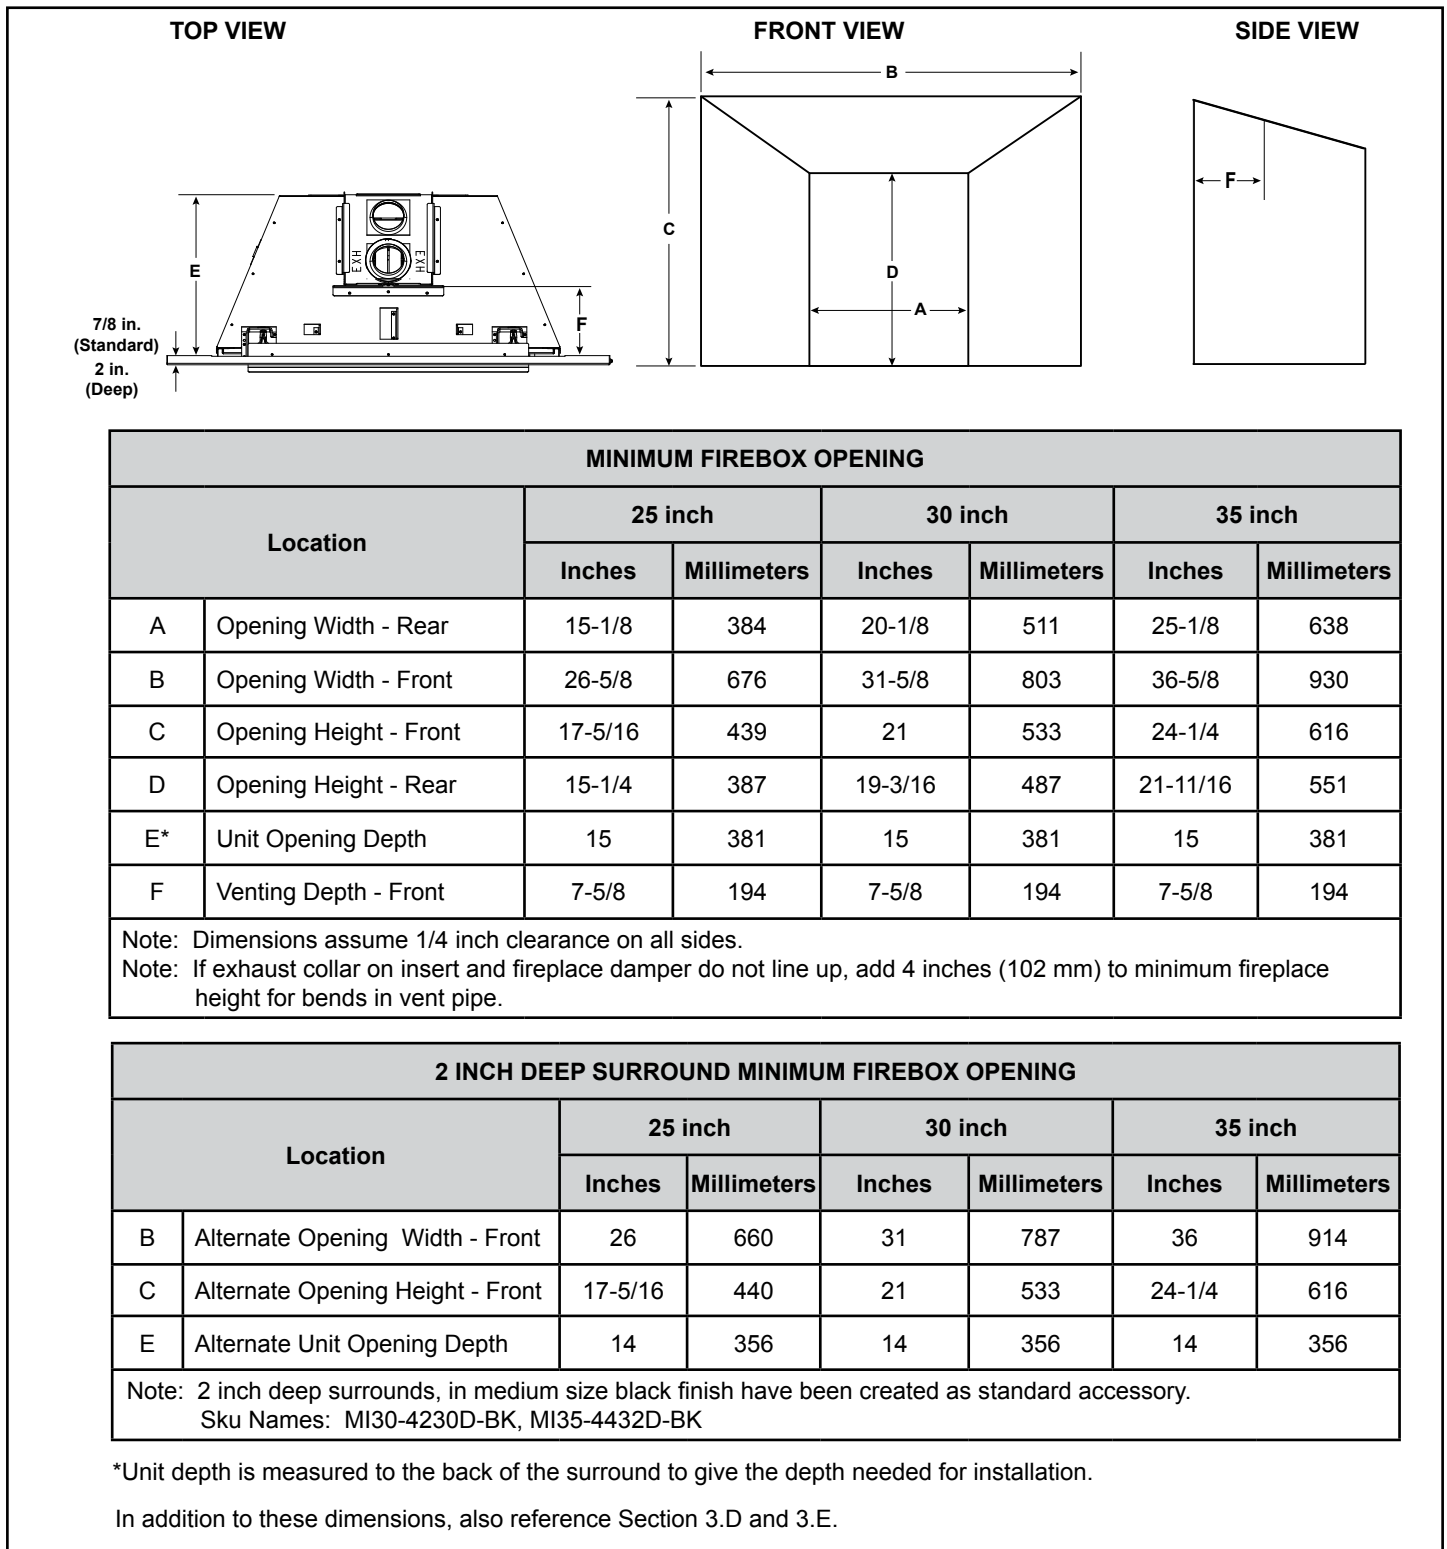 TOP VIEW FRONT VIEW SIDE VIEW
B
C
D
A
F
E
F
EXH
EXH
7/8 in.
(Standard)
2 in.
(Deep)
MINIMUM FIREBOX OPENING
Location 25 inch 30 inch 35 inch
Inches Millimeters Inches Millimeters Inches Millimeters
A Opening Width - Rear 15-1/8 384 20-1/8 511 25-1/8 638
B Opening Width - Front 26-5/8 676 31-5/8 803 36-5/8 930
C Opening Height - Front 17-5/16 439 21 533 24-1/4 616
D Opening Height - Rear 15-1/4 387 19-3/16 487 21-11/16 551
E* Unit Opening Depth 15 381 15 381 15 381
F Venting Depth - Front 7-5/8 194 7-5/8 194 7-5/8 194
Note: Dimensions assume 1/4 inch clearance on all sides.
Note: If exhaust collar on insert and fireplace damper do not line up, add 4 inches (102 mm) to minimum fireplace
height for bends in vent pipe.
2 INCH DEEP SURROUND MINIMUM FIREBOX OPENING
Location 25 inch 30 inch 35 inch
Inches Millimeters Inches Millimeters Inches Millimeters
B Alternate Opening Width - Front 26 660 31 787 36 914
C Alternate Opening Height - Front 17-5/16 440 21 533 24-1/4 616
E Alternate Unit Opening Depth 14 356 14 356 14 356
Note: 2 inch deep surrounds, in medium size black finish have been created as standard accessory.
Sku Names: MI30-4230D-BK, MI35-4432D-BK
*Unit depth is measured to the back of the surround to give the depth needed for installation.
In addition to these dimensions, also reference Section 3.D and 3.E.